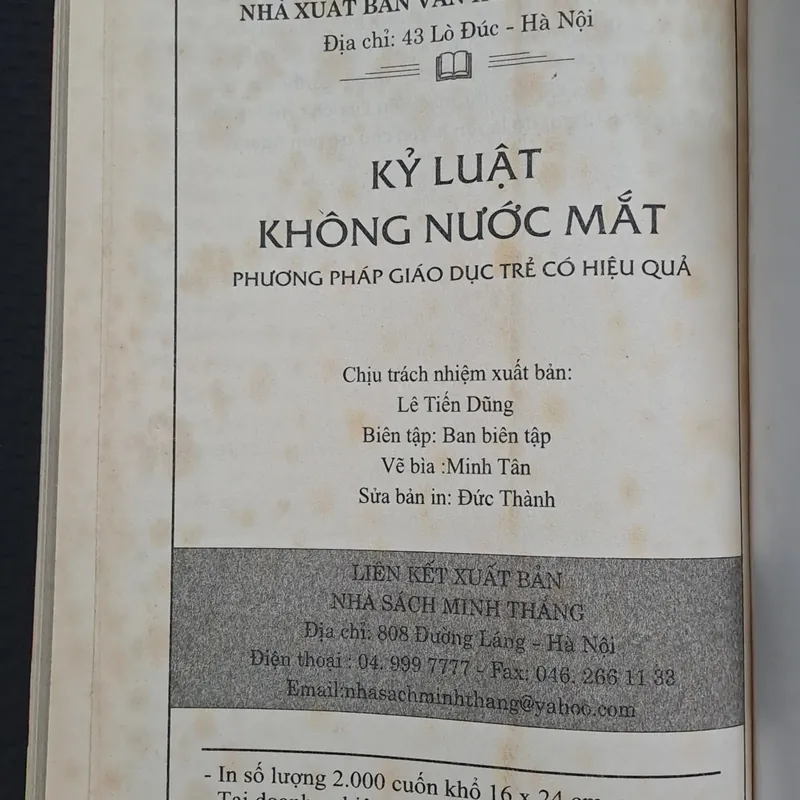 NHÀ XUẤT BẢN VĂN
Địa chỉ: 43 Lò Đúc - Hà Nội
KỶ LUẬT
KHÔNG NƯỚC MẮT
PHƯƠNG PHÁP GIÁO DỤC TRẺ CÓ HIỆU QUẢ
Chịu trách nhiệm xuất bản:
Lê Tiến Dũng
Biên tập: Ban biên tập
Vẽ bìa :Minh Tân
Sửa bản in: Đức Thành
LIÊN KẾT XUẤT BẢN
NHÀ SÁCH MINH THẮNG
Địa chỉ: 808 Đường Láng - Hà Nội
Điện thoại : 04. 999 7777 - Fax: 046. 266 11 33
Email:nhasachminhthang@yahoo.com
- In số lượng 2.000 cuốn khổ 16 x 24 cm